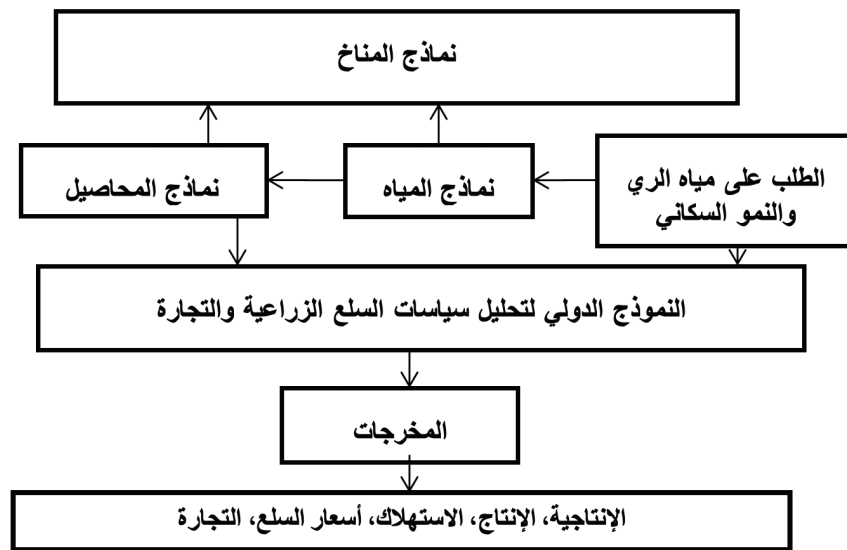 نماذج المناخ
الطلب على مياه الري
والنمو السكاني
نماذج المياه
نماذج المحاصيل
النموذج الدولي لتحليل سياسات السلع الزراعية والتجارة
المخرجات
الإنتاجية، الإنتاج، الاستهلاك، أسعار السلع، التجارة